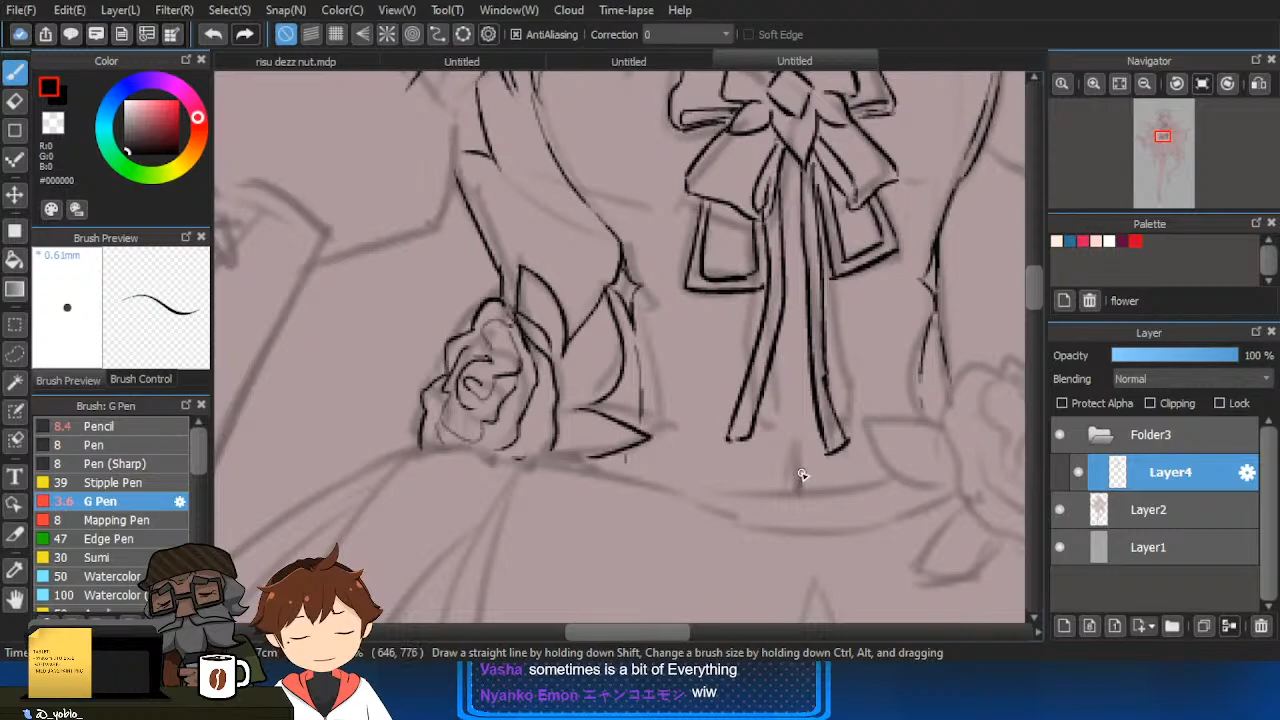 File(F) Edit(E) Layer(L) Filter(R) Select(S) Snap(N) Color(C) View(V) Tool(T) Window(W) Cloud Time-lapse Help
AntiAliasing Correction 0 Soft Edge
Color
risu dezz nut.mdp Untitled Untitled Untitled
Navigator
R:0
G:0
B:0
#000000
Brush Preview
* 0.61mm
Brush Preview Brush Control
Brush: G Pen
8.4 Pencil
8 Pen
8 Pen (Sharp)
39 Stipple Pen
3.6 G Pen
8 Mapping Pen
47 Edge Pen
30 Sumi
50 Watercolor
100 Watercolor (
Palette
flower
Layer
Opacity 100 %
Blending Normal
Protect Alpha Clipping Lock
Folder3
Layer4
Layer2
Layer1
7cm
(646, 776) Draw a straight line by holding down Shift, Change a brush size by holding down Ctrl, Alt, and dragging
Vasha sometimes is a bit of Everything
Nyanko Emon ニャンコエモン wiw